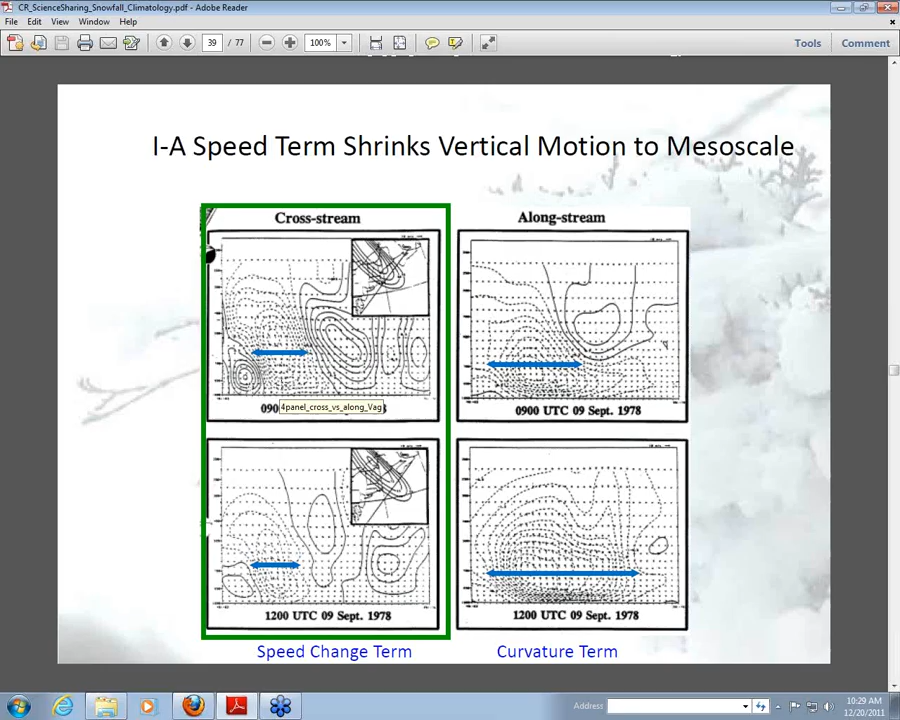 CR_ScienceSharing_Snowfall_Climatology.pdf - Adobe Reader
File Edit View Window Help
39 / 77
100%
Tools
Comment
I-A Speed Term Shrinks Vertical Motion to Mesoscale
Cross-stream
Along-stream
090
4panel_cross_vs_along_Vag
8
0900 UTC 09 Sept. 1978
1200 UTC 09 Sept. 1978
1200 UTC 09 Sept. 1978
Speed Change Term
Curvature Term
Address
10:29 AM
12/20/2011